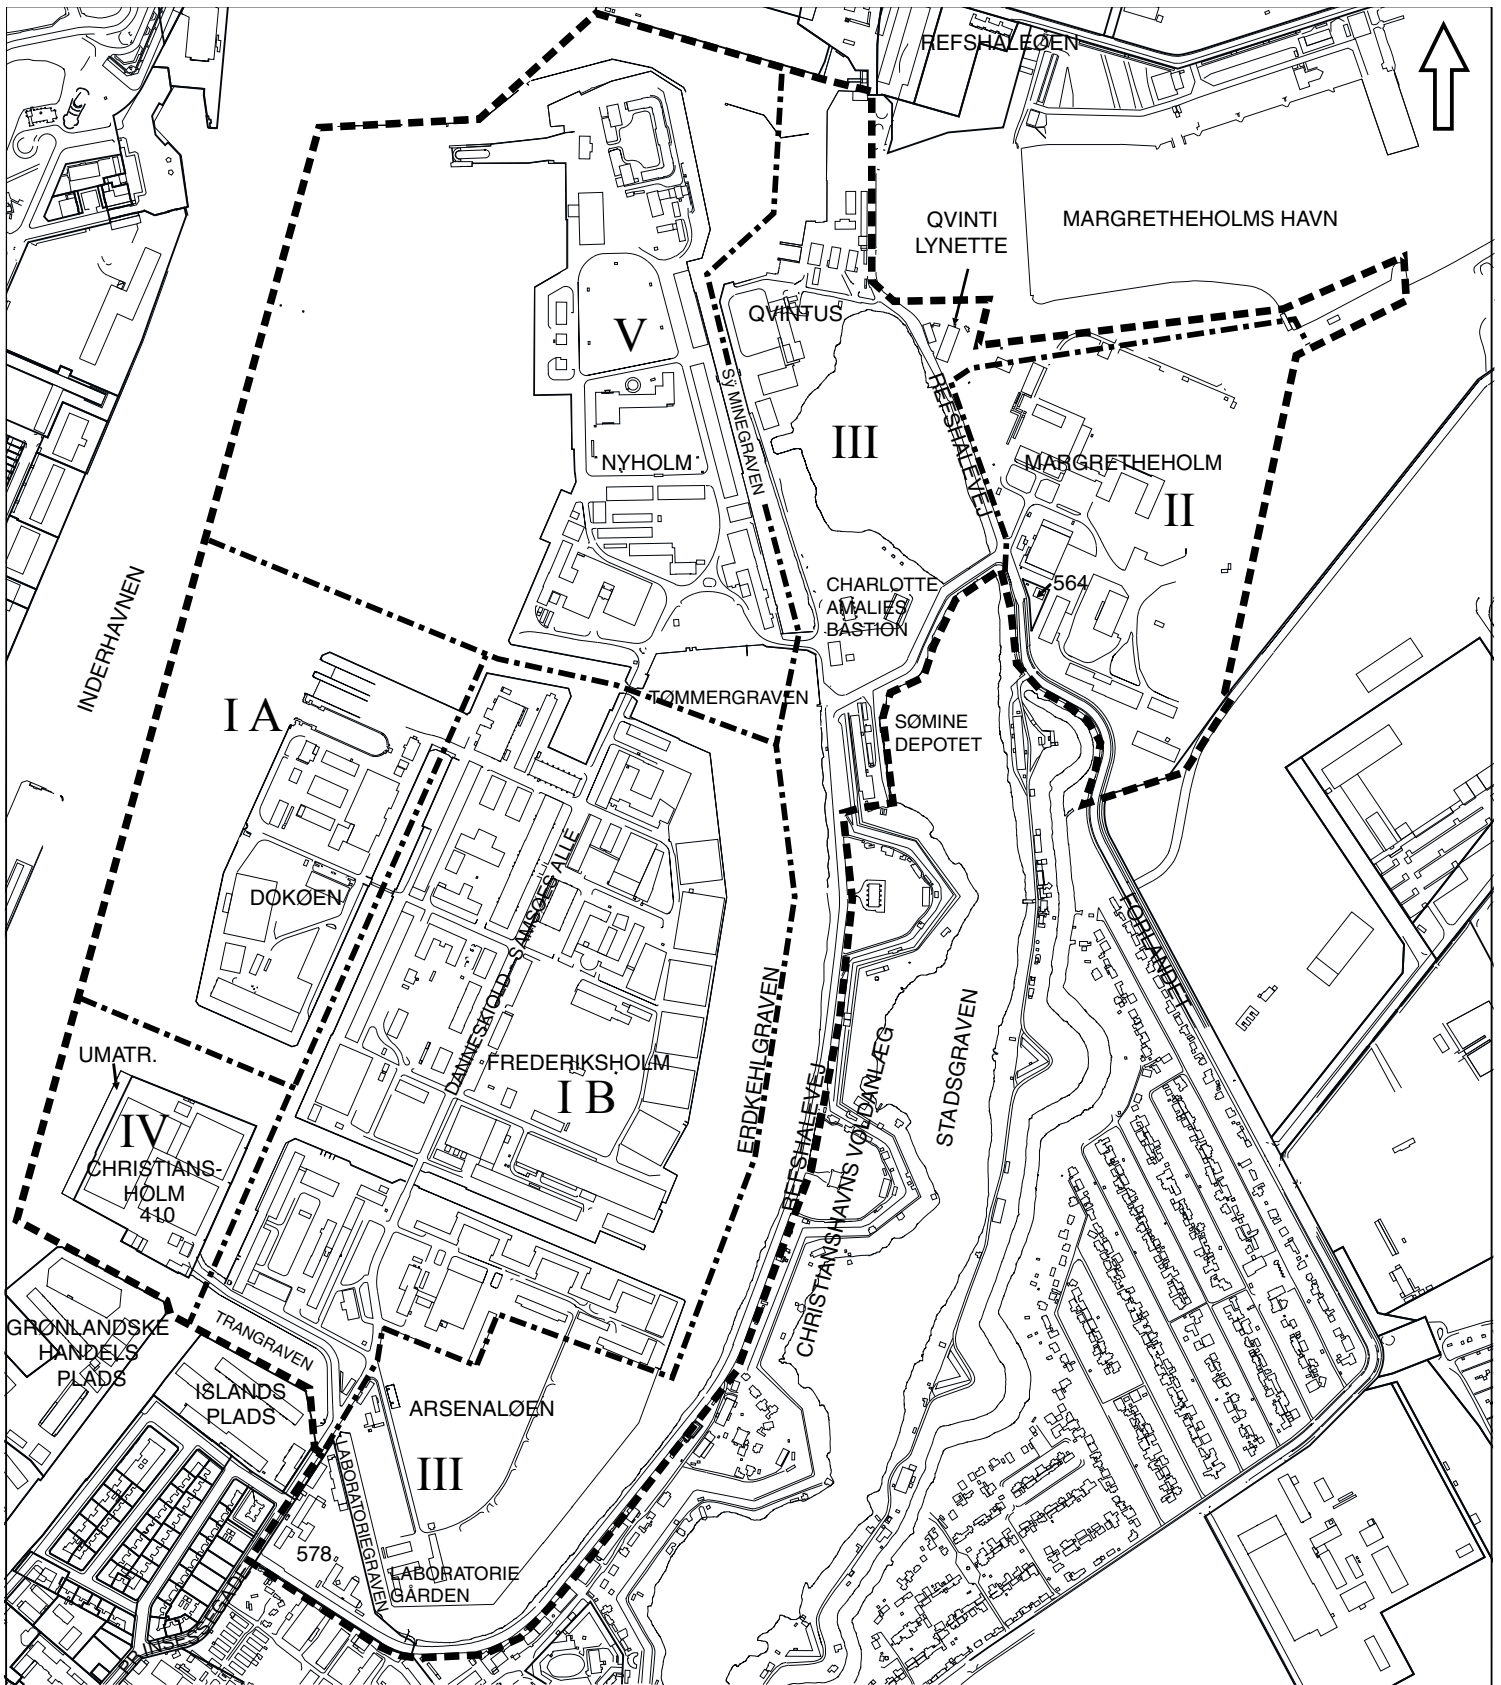 REFSHALEØEN
QVINTI
LYNETTE
MARGRETHEHOLMS HAVN
QVINTUS
V
SY MINEGRAVEN
REFSHALEVEJ
III
NYHOLM
MARGRETHEHOLM
II
INDERHAVNEN
CHARLOTTE
AMALIES
BASTION
564
I A
TØMMERGRAVEN
SØMINE
DEPOTET
DOKØEN
DANNESKIOLD - SAMSØES ALLE
FORLANDET
ERDKEHLGRAVEN
STADSGRAVEN
UMATR.
FREDERIKSHOLM
I B
REFSHALEVEJ
CHRISTIANSHAVNS VOLDANLÆG
IV
CHRISTIANS-
HOLM
410
GRØNLANDSKE
HANDELS
PLADS
TRANGRAVEN
ISLANDS
PLADS
ARSENALØEN
III
LABORATORIEGRAVEN
578
LABORATORIE
GÅRDEN